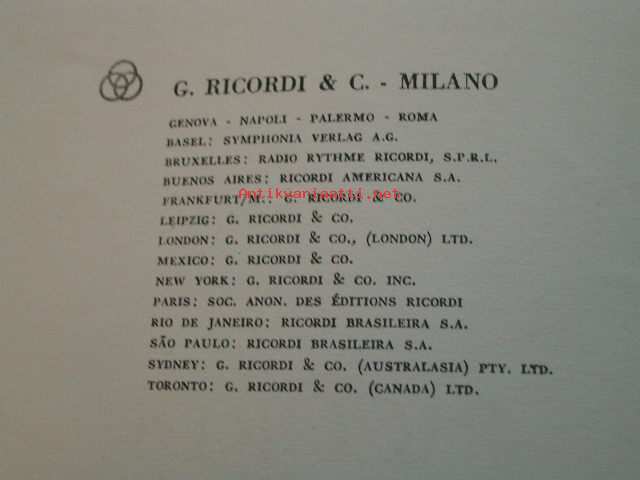 G. RICORDI & C. - MILANO
GENOVA - NAPOLI - PALERMO - ROMA
BASEL: SYMPHONIA VERLAG A.G.
BRUXELLES: RADIO RYTHME RICORDI, S.P.R.L.
BUENOS AIRES: RICORDI AMERICANA S.A.
Antikvariaatti.net
FRANKFURT/M.: G. RICORDI & CO.
LEIPZIG: G. RICORDI & CO.
LONDON: G. RICORDI & CO., (LONDON) LTD.
MEXICO: G. RICORDI & CO.
NEW YORK: G. RICORDI & CO. INC.
PARIS: SOC. ANON. DES ÉDITIONS RICORDI
RIO DE JANEIRO: RICORDI BRASILEIRA S.A.
SÃO PAULO: RICORDI BRASILEIRA S.A.
SYDNEY: G. RICORDI & CO. (AUSTRALASIA) PTY. LTD.
TORONTO: G. RICORDI & CO. (CANADA) LTD.